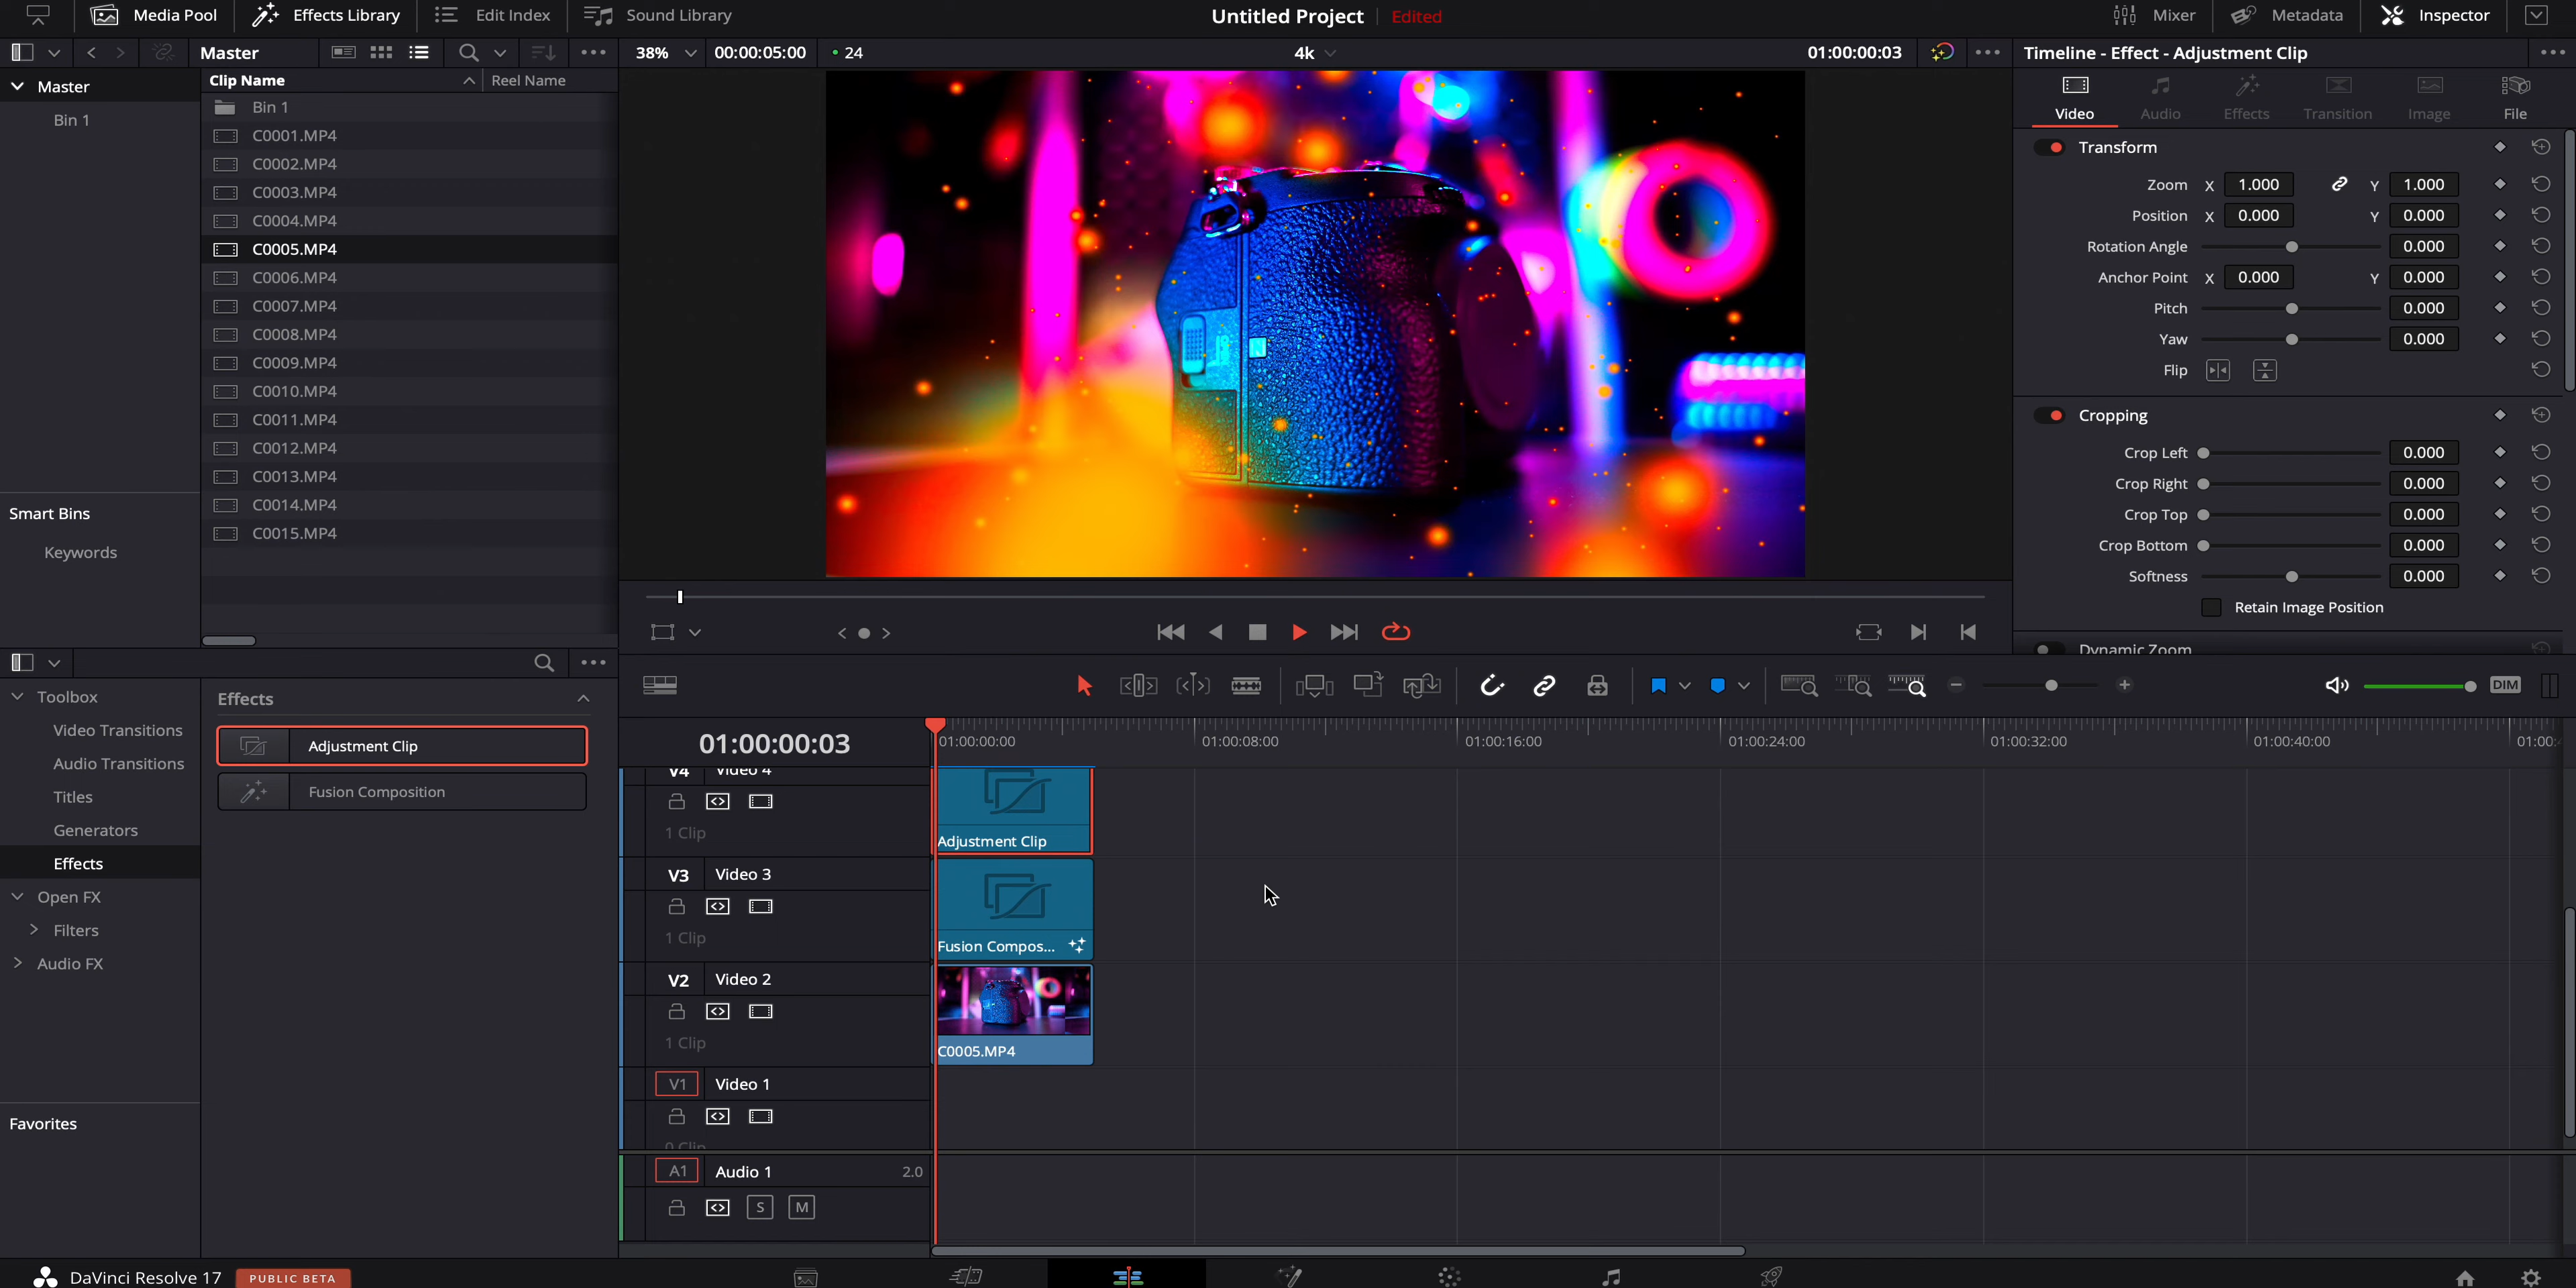 Media Pool Effects Library Edit Index Sound Library Untitled Project Edited Mixer Metadata Inspector
Master 38% 00:00:05:00 24 4k 01:00:00:03 Timeline - Effect - Adjustment Clip
Master
Bin 1
Clip Name Reel Name
Bin 1
C0001.MP4
C0002.MP4
C0003.MP4
C0004.MP4
C0005.MP4
C0006.MP4
C0007.MP4
C0008.MP4
C0009.MP4
C0010.MP4
C0011.MP4
C0012.MP4
C0013.MP4
C0014.MP4
C0015.MP4
Smart Bins
Keywords
Video Audio Effects Transition Image File
Transform
Zoom X 1.000 Y 1.000
Position X 0.000 Y 0.000
Rotation Angle 0.000
Anchor Point X 0.000 Y 0.000
Pitch 0.000
Yaw 0.000
Flip
Cropping
Crop Left 0.000
Crop Right 0.000
Crop Top 0.000
Crop Bottom 0.000
Softness 0.000
Retain Image Position
Dynamic Zoom
Toolbox
Video Transitions
Audio Transitions
Titles
Generators
Effects
Open FX
Filters
Audio FX
Favorites
Effects
Adjustment Clip
Fusion Composition
DIM
01:00:00:03 01:00:00:00 01:00:08:00 01:00:16:00 01:00:24:00 01:00:32:00 01:00:40:00 01:00:
V4 Video 4
1 Clip
Adjustment Clip
V3 Video 3
1 Clip
Fusion Compos...
V2 Video 2
1 Clip
C0005.MP4
V1 Video 1
0 Clip
A1 Audio 1 2.0
S M
DaVinci Resolve 17 PUBLIC BETA